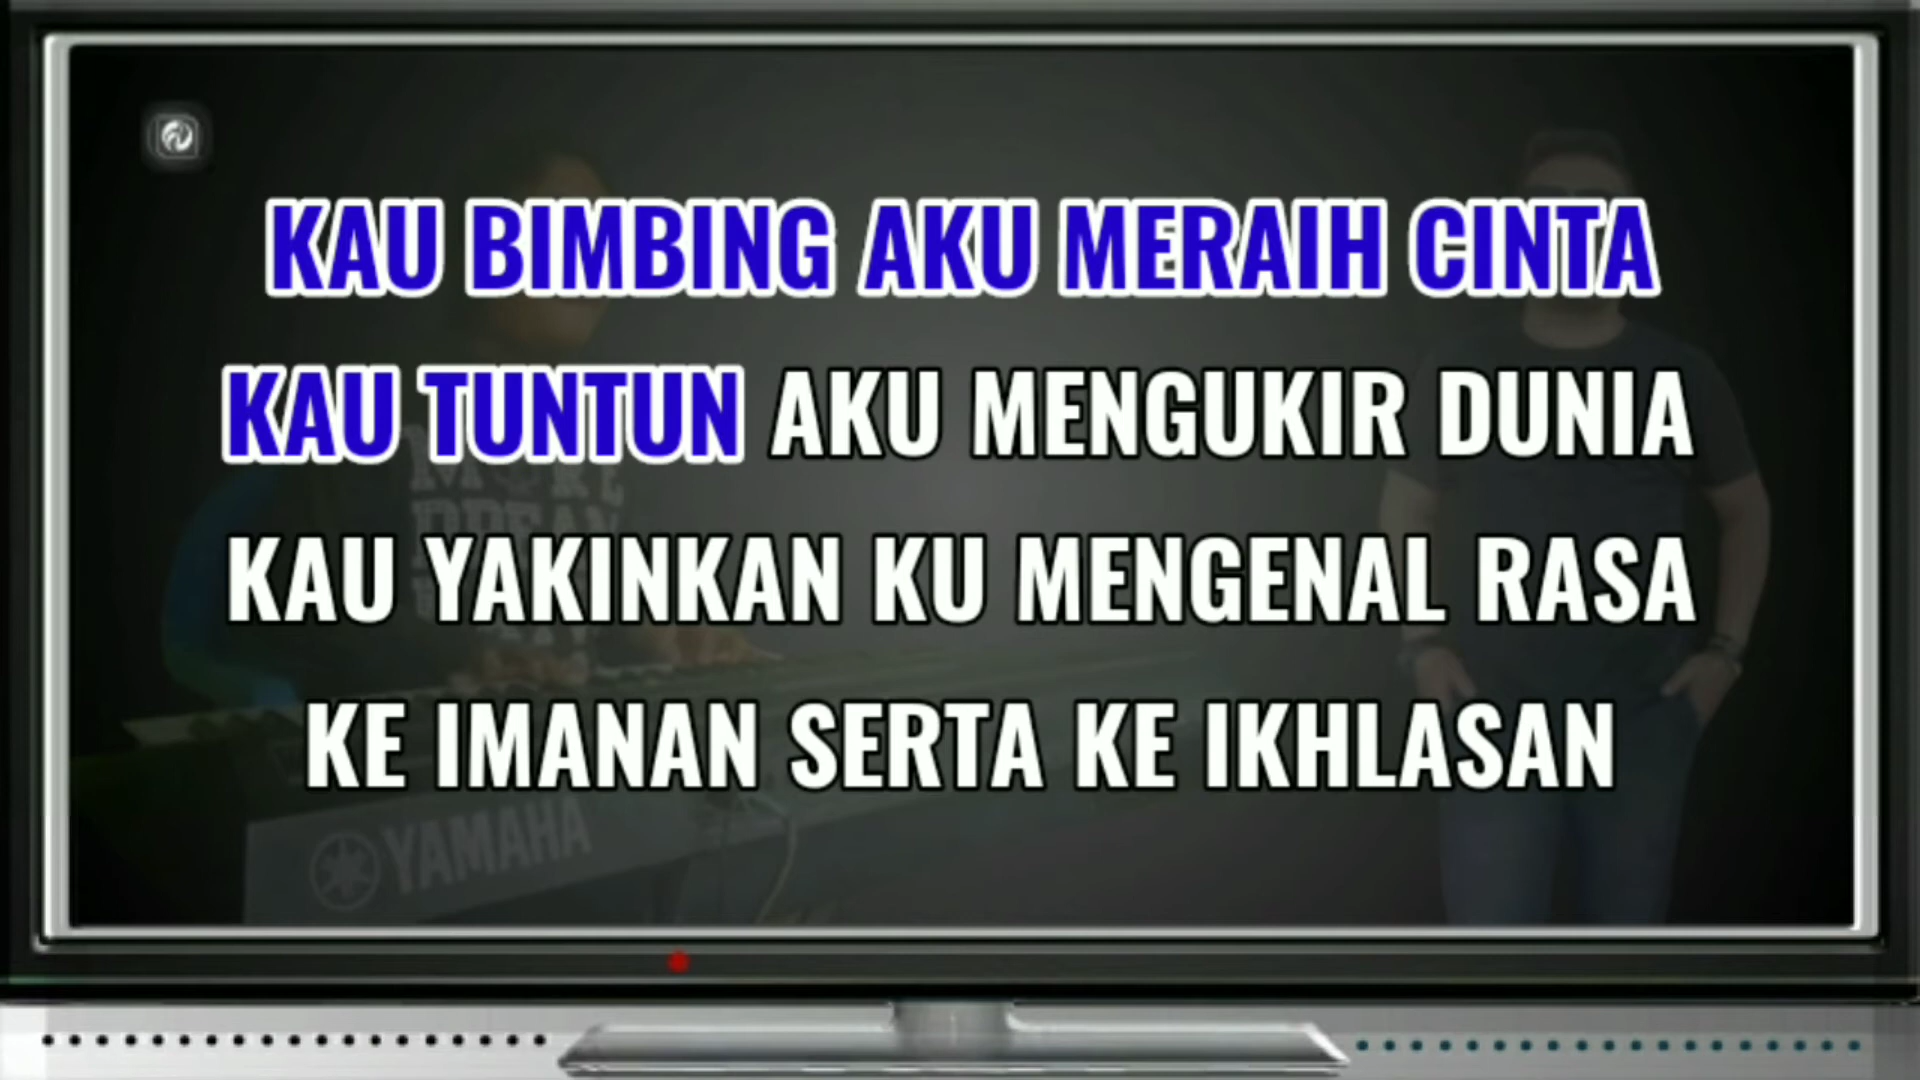 KAU BIMBING AKU MERAIH CINTA
KAU TUNTUN AKU MENGUKIR DUNIA
KAU YAKINKAN KU MENGENAL RASA
KE IMANAN SERTA KE IKHLASAN
YAMAHA